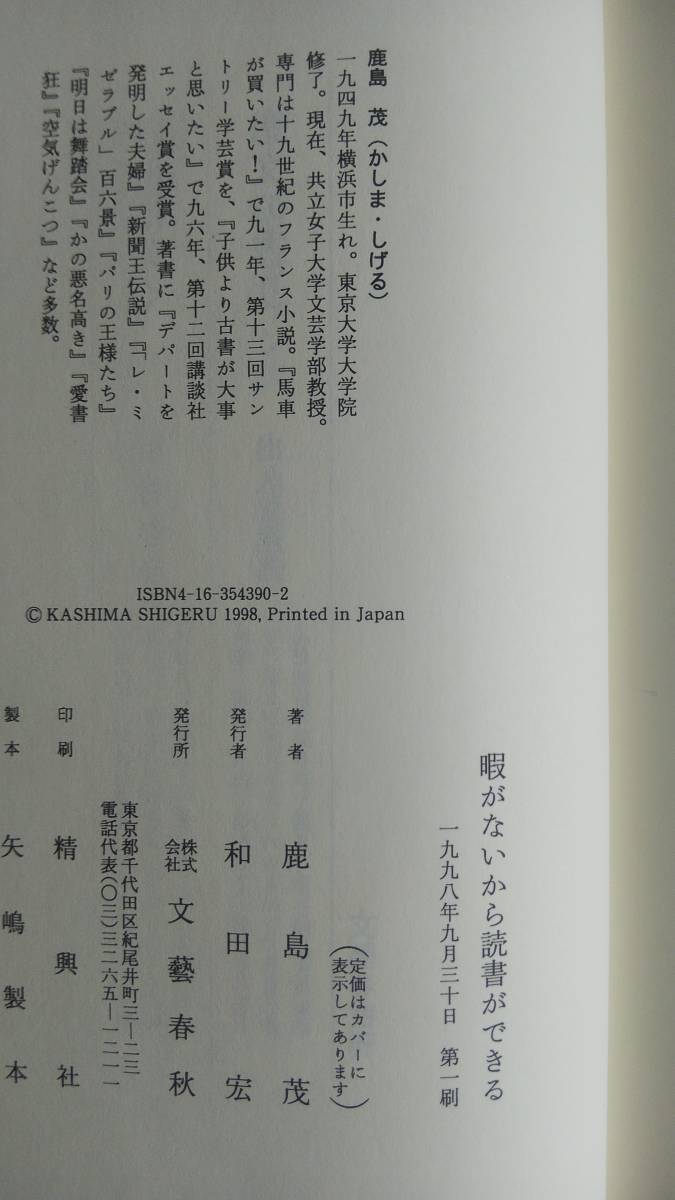 鹿島　茂（かしま・しげる）
一九四九年横浜市生れ。東京大学大学院
修了。現在、共立女子大学文芸学部教授。
専門は十九世紀のフランス小説。『馬車
が買いたい！』で九一年、第十三回サン
トリー学芸賞を、『子供より古書が大事
と思いたい』で九六年、第十二回講談社
エッセイ賞を受賞。著書に『デパートを
発明した夫婦』『新聞王伝説』『「レ・ミ
ゼラブル」百六景』『パリの王様たち』
『明日は舞踏会』『かの悪名高き』『愛書
狂』『空気げんこつ』など多数。
ISBN4-16-354390-2
© KASHIMA SHIGERU 1998, Printed in Japan
暇がないから読書ができる
一九九八年九月三十日　第一刷
（定価はカバーに
表示してあります）
著者　鹿島茂
発行者　和田宏
発行所　株式会社文藝春秋
東京都千代田区紀尾井町三—二三
電話代表（〇三）三二六五—一二一一
印刷　精興社
製本　矢嶋製本